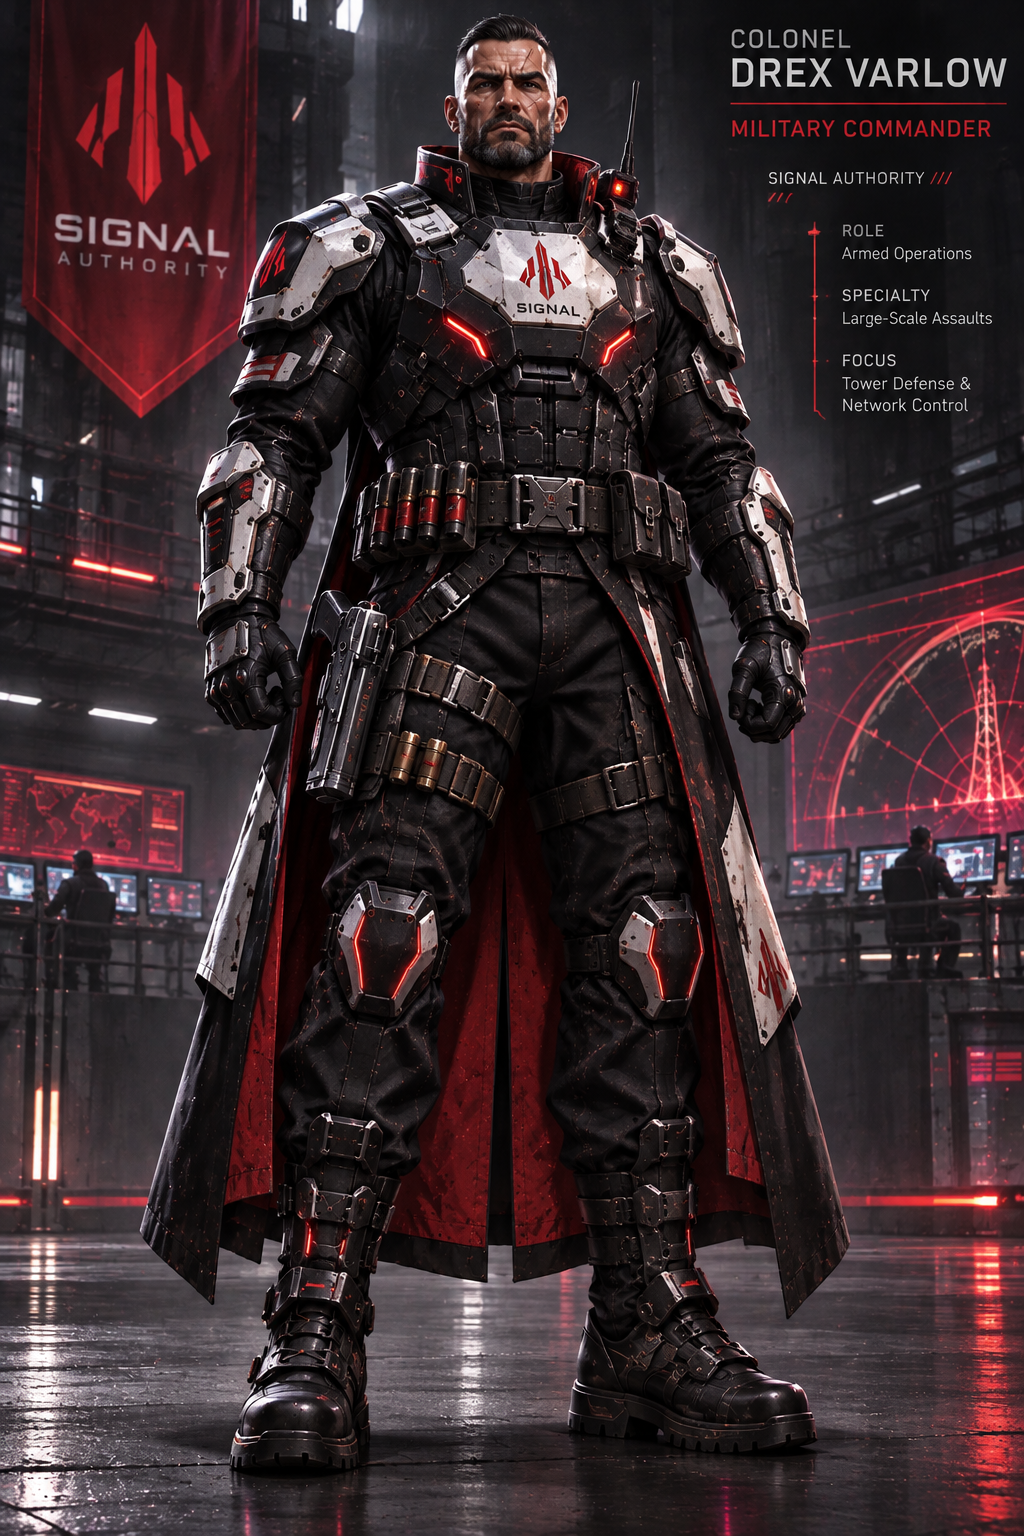 SIGNAL
AUTHORITY
COLONEL
DREX VARLOW
MILITARY COMMANDER
SIGNAL AUTHORITY ///
///
ROLE
Armed Operations
SPECIALTY
Large-Scale Assaults
FOCUS
Tower Defense &
Network Control
SIGNAL